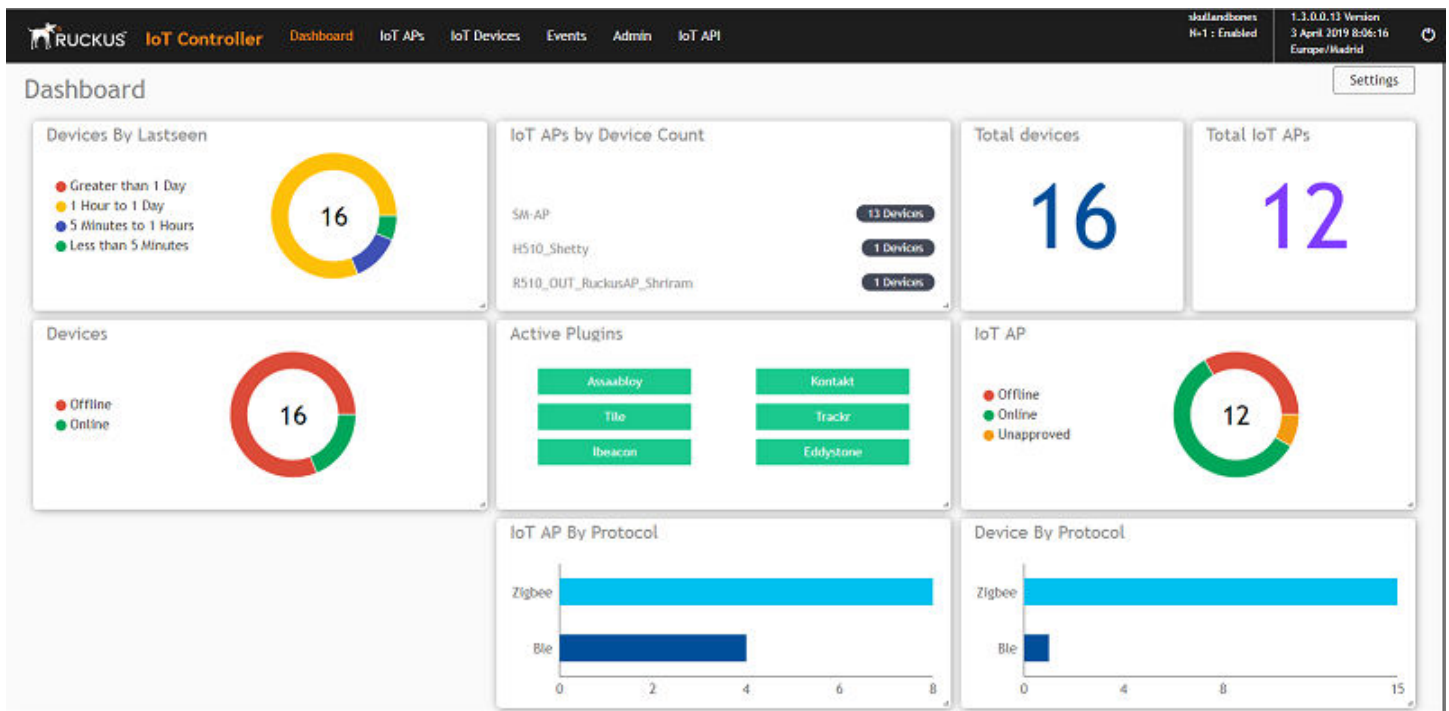 RUCKUS IoT Controller Dashboard IoT APs IoT Devices Events Admin IoT API
skullandbones
N+1 : Enabled
1.3.0.0.13 Version
3 April 2019 8:06:16
Europe/Madrid
Dashboard
Settings
Devices By Lastseen
Greater than 1 Day
1 Hour to 1 Day
5 Minutes to 1 Hours
Less than 5 Minutes
16
IoT APs by Device Count
SM-AP 13 Devices
H510_Shetty 1 Devices
R510_OUT_RuckusAP_Shriram 1 Devices
Total devices
16
Total IoT APs
12
Devices
Offline
Online
16
Active Plugins
Assaabloy Kontakt
Tile Trackr
Ibeacon Eddystone
IoT AP
Offline
Online
Unapproved
12
IoT AP By Protocol
Zigbee
Ble
0 2 4 6 8
Device By Protocol
Zigbee
Ble
0 4 8 15